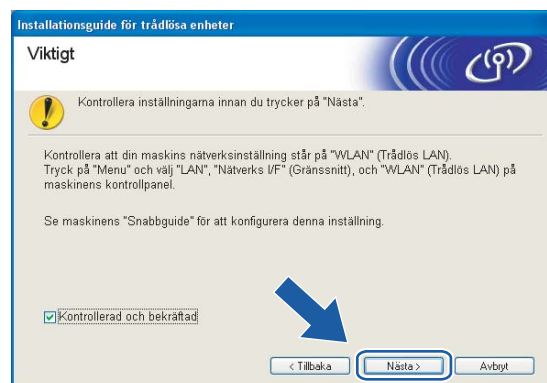 Installationsguide för trådlösa enheter
Viktigt
Kontrollera inställningarna innan du trycker på "Nästa".
Kontrollera att din maskins nätverksinställning står på "WLAN" (Trådlös LAN).
Tryck på "Menu" och välj "LAN", "Nätverks I/F" (Gränssnitt), och "WLAN" (Trådlös LAN) på
maskinens kontrollpanel.
Se maskinens "Snabbguide" för att konfigurera denna inställning.
Kontrollerad och bekräftad
< Tillbaka
Nästa >
Avbryt